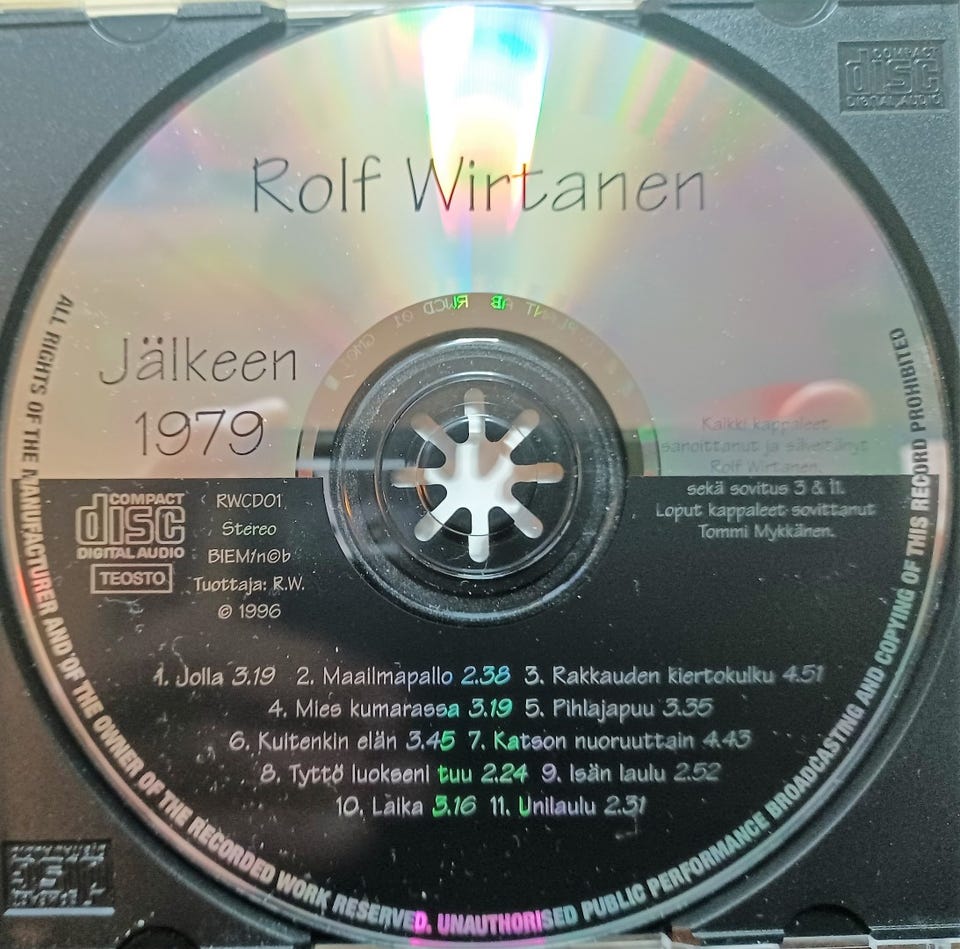 COMPACT
disc
DIGITAL AUDIO
Rolf Wirtanen
RWCD 01
Jälkeen
1979
Kaikki kappaleet
sanoittanut ja säveltänyt
Rolf Wirtanen,
sekä sovitus 3 & 11.
Loput kappaleet sovittanut
Tommi Mykkänen.
COMPACT
disc
DIGITAL AUDIO
TEOSTO
RWCD01
Stereo
BIEM/n©b
Tuottaja: R.W.
© 1996
1. Jolla 3.19 2. Maailmapallo 2.38 3. Rakkauden kiertokulku 4.51
4. Mies kumarassa 3.19 5. Pihlajapuu 3.35
6. Kuitenkin elän 3.45 7. Katson nuoruuttain 4.43
8. Tyttö luokseni tuu 2.24 9. Isän laulu 2.52
10. Laika 3.16 11. Unilaulu 2.31
ALL RIGHTS OF THE MANUFACTURER AND OF THE OWNER OF THE RECORDED WORK RESERVED. UNAUTHORISED PUBLIC PERFORMANCE BROADCASTING AND COPYING OF THIS RECORD PROHIBITED